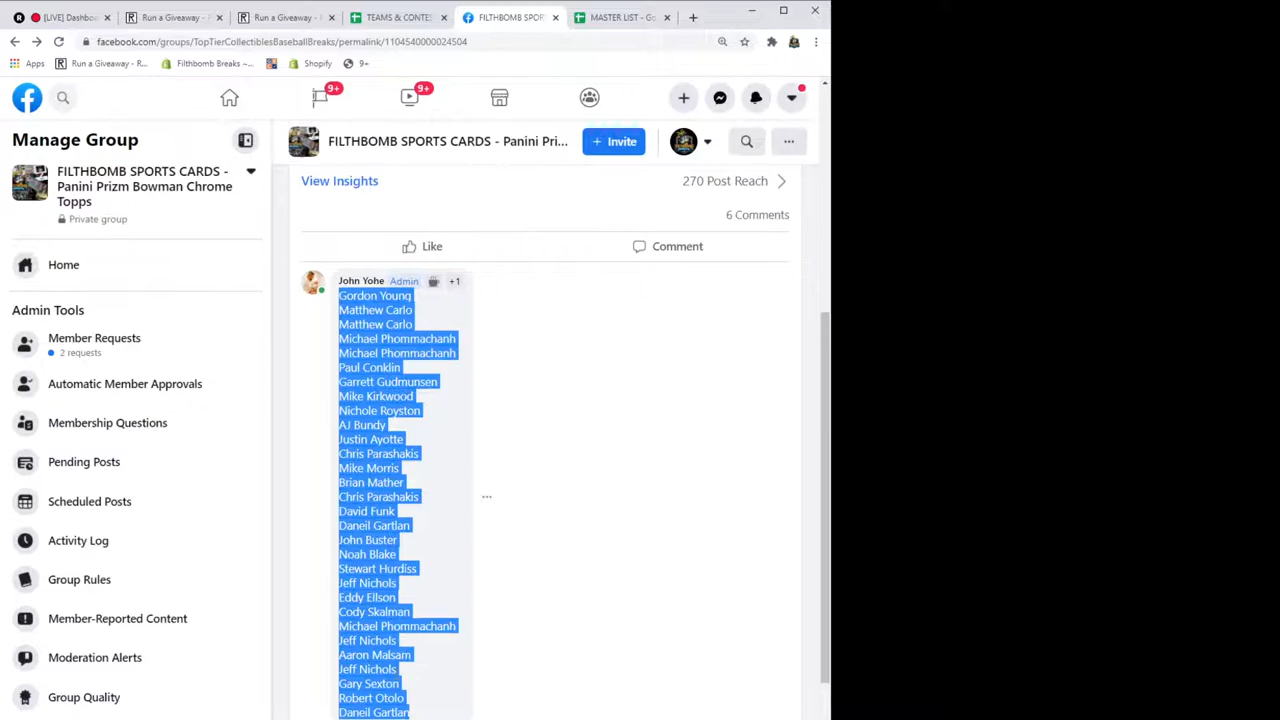 [LIVE] Dashboa
Run a Giveaway - F
Run a Giveaway - R
TEAMS & CONTES
FILTHBOMB SPOR
MASTER LIST - Go
facebook.com/groups/TopTierCollectiblesBaseballBreaks/permalink/1104540000024504
Apps
Run a Giveaway - R...
Filthbomb Breaks ~...
Shopify
9+
9+
9+
Manage Group
FILTHBOMB SPORTS CARDS - Panini Pri...
+ Invite
FILTHBOMB SPORTS CARDS -
Panini Prizm Bowman Chrome
Topps
Private group
Home
Admin Tools
Member Requests
2 requests
Automatic Member Approvals
Membership Questions
Pending Posts
Scheduled Posts
Activity Log
Group Rules
Member-Reported Content
Moderation Alerts
Group Quality
View Insights
270 Post Reach
6 Comments
Like
Comment
John Yohe Admin +1
Gordon Young
Matthew Carlo
Matthew Carlo
Michael Phommachanh
Michael Phommachanh
Paul Conklin
Garrett Gudmunsen
Mike Kirkwood
Nichole Royston
AJ Bundy
Justin Ayotte
Chris Parashakis
Mike Morris
Brian Mather
Chris Parashakis
David Funk
Daneil Gartlan
John Buster
Noah Blake
Stewart Hurdiss
Jeff Nichols
Eddy Ellson
Cody Skalman
Michael Phommachanh
Jeff Nichols
Aaron Malsam
Jeff Nichols
Gary Sexton
Robert Otolo
Daneil Gartlan